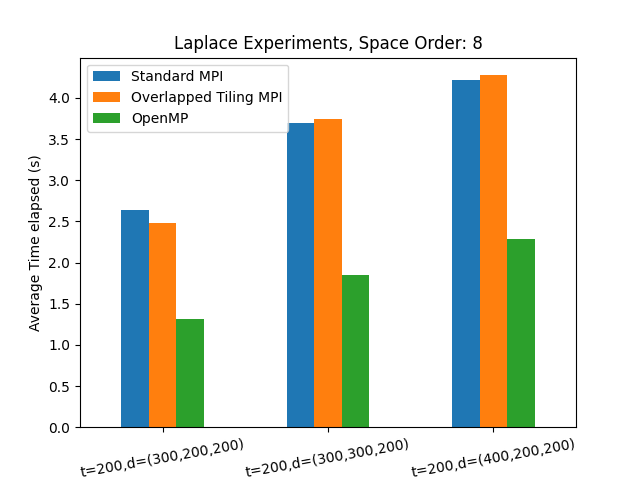 Laplace Experiments, Space Order: 8
Standard MPI
Overlapped Tiling MPI
OpenMP
Average Time elapsed (s)
4.0
3.5
3.0
2.5
2.0
1.5
1.0
0.5
0.0
t=200,d=(300,200,200)
t=200,d=(300,300,200)
t=200,d=(400,200,200)